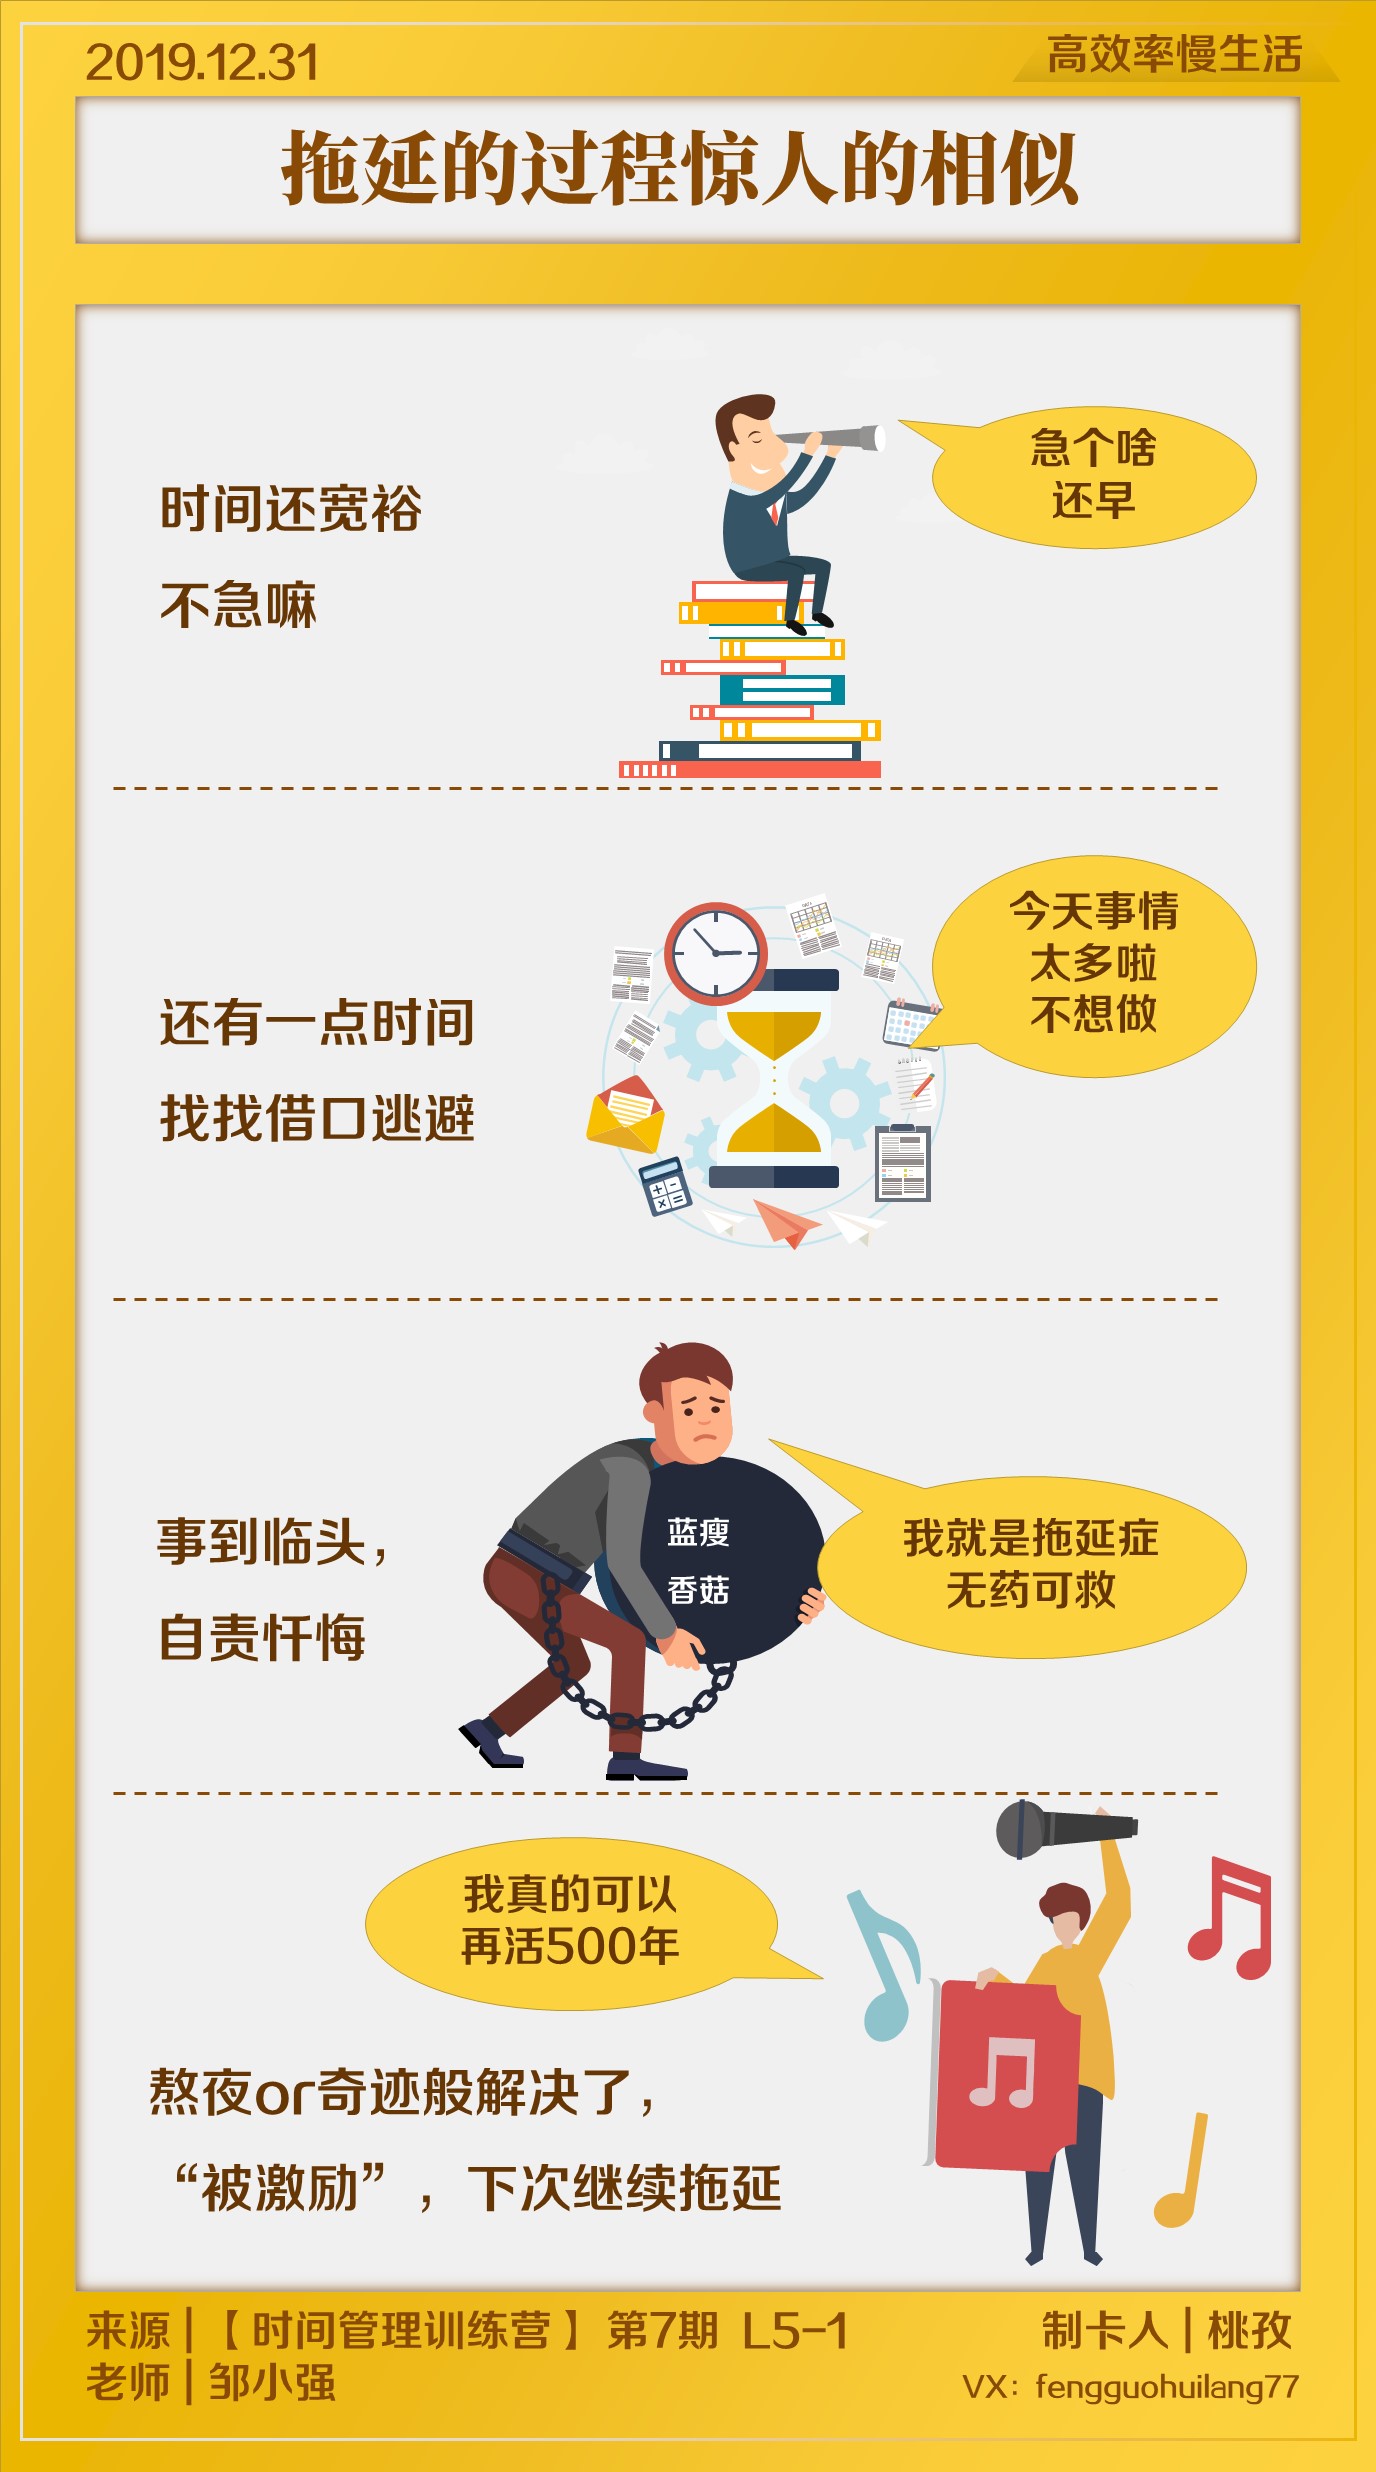 2019.12.31
高效率慢生活
拖延的过程惊人的相似
时间还宽裕
不急嘛
急个啥
还早
还有一点时间
找找借口逃避
今天事情
太多啦
不想做
事到临头，
自责忏悔
蓝瘦
香菇
我就是拖延症
无药可救
我真的可以
再活500年
熬夜or奇迹般解决了，
“被激励”，下次继续拖延
来源|【时间管理训练营】第7期 L5-1
老师|邹小强
制卡人|桃孜
VX：fengguohuilang77